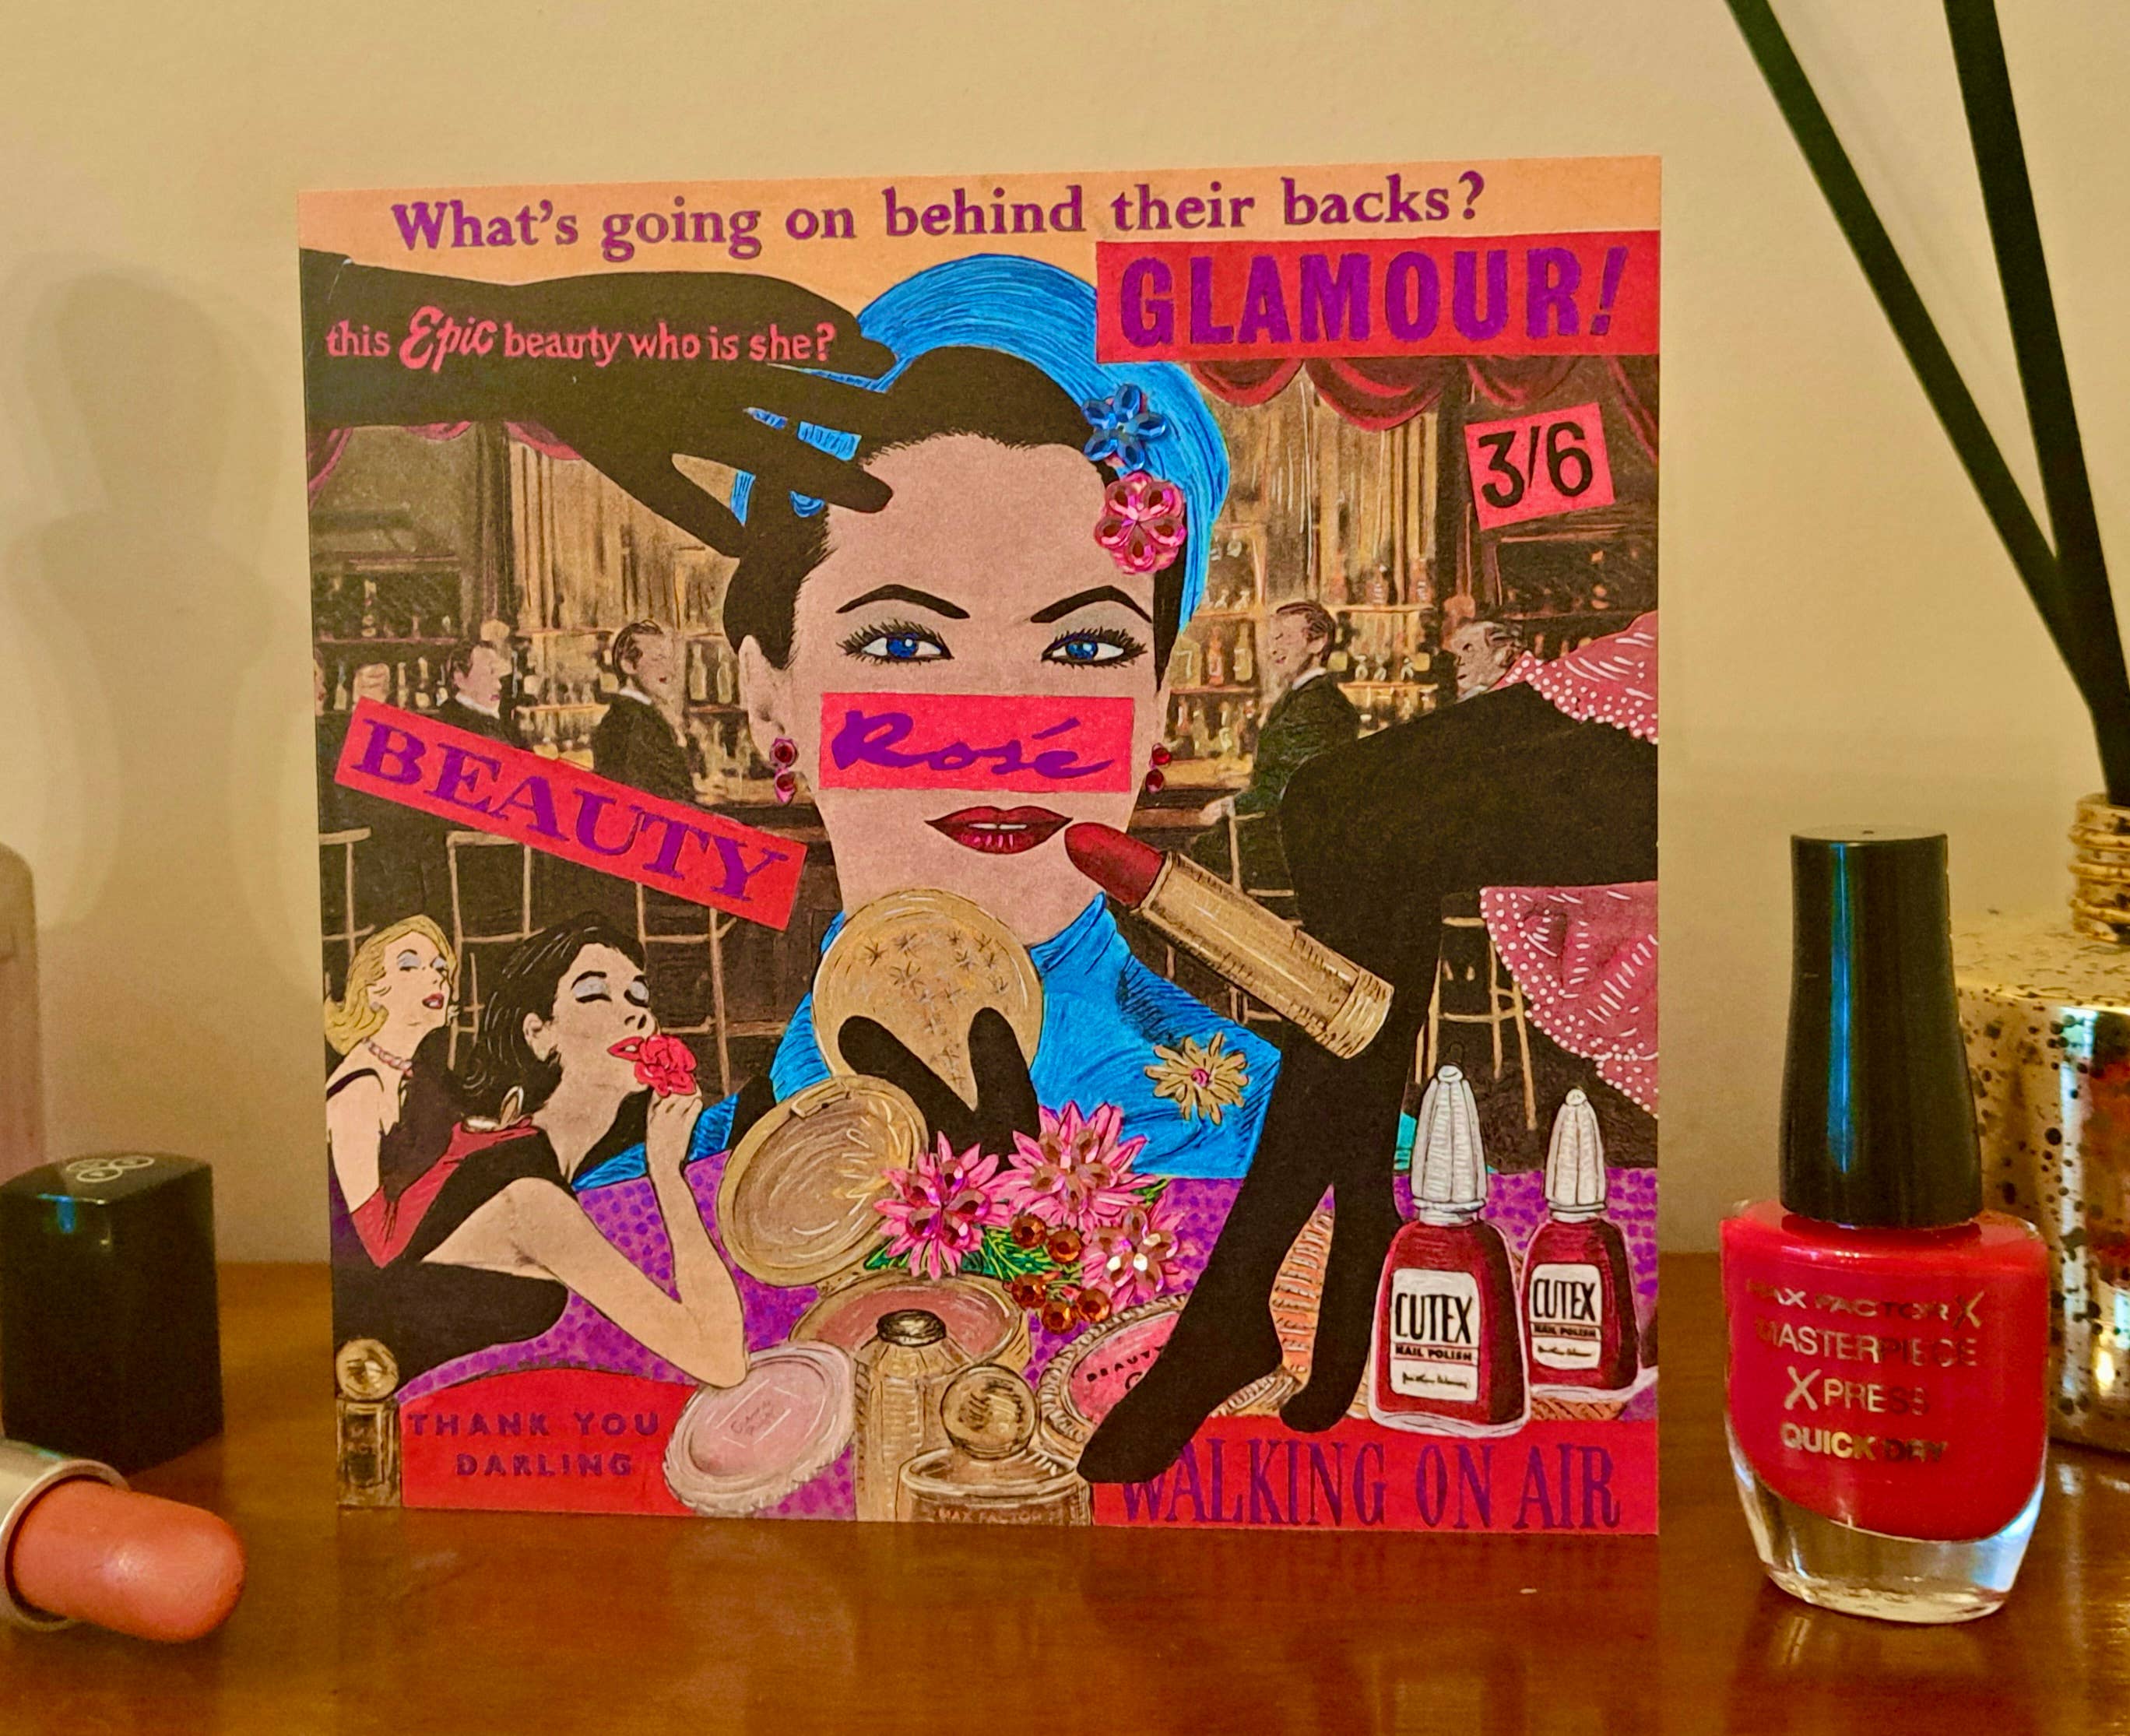 What's going on behind their backs?
GLAMOUR!
this Epic beauty who is she?
3/6
Rosé
BEAUTY
CUTEX
NAIL POLISH
CUTEX
NAIL POLISH
BEAUTY
THANK YOU
DARLING
MAX FACTOR
WALKING ON AIR
MAX FACTOR X
MASTERPIECE
XPRESS
QUICK DRY